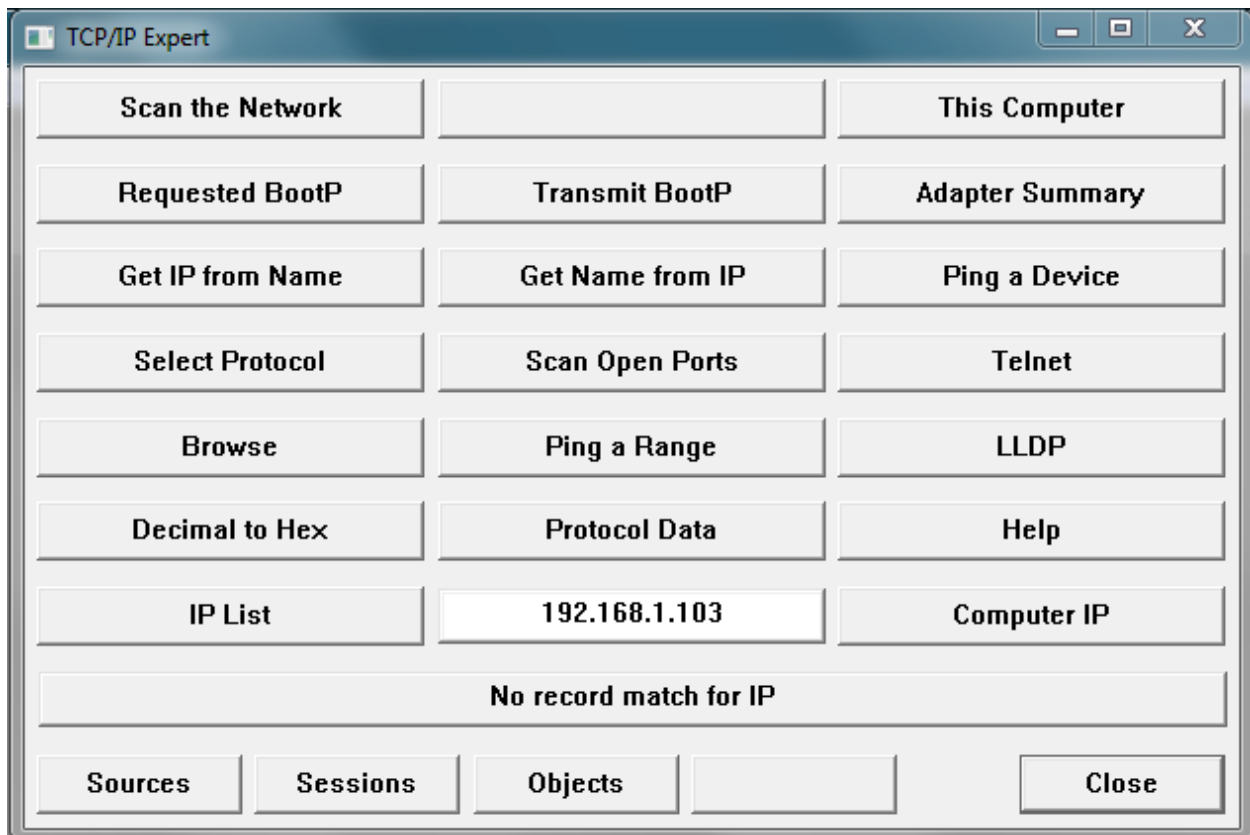 TCP/IP Expert
Scan the Network
This Computer
Requested BootP
Transmit BootP
Adapter Summary
Get IP from Name
Get Name from IP
Ping a Device
Select Protocol
Scan Open Ports
Telnet
Browse
Ping a Range
LLDP
Decimal to Hex
Protocol Data
Help
IP List
192.168.1.103
Computer IP
No record match for IP
Sources
Sessions
Objects
Close